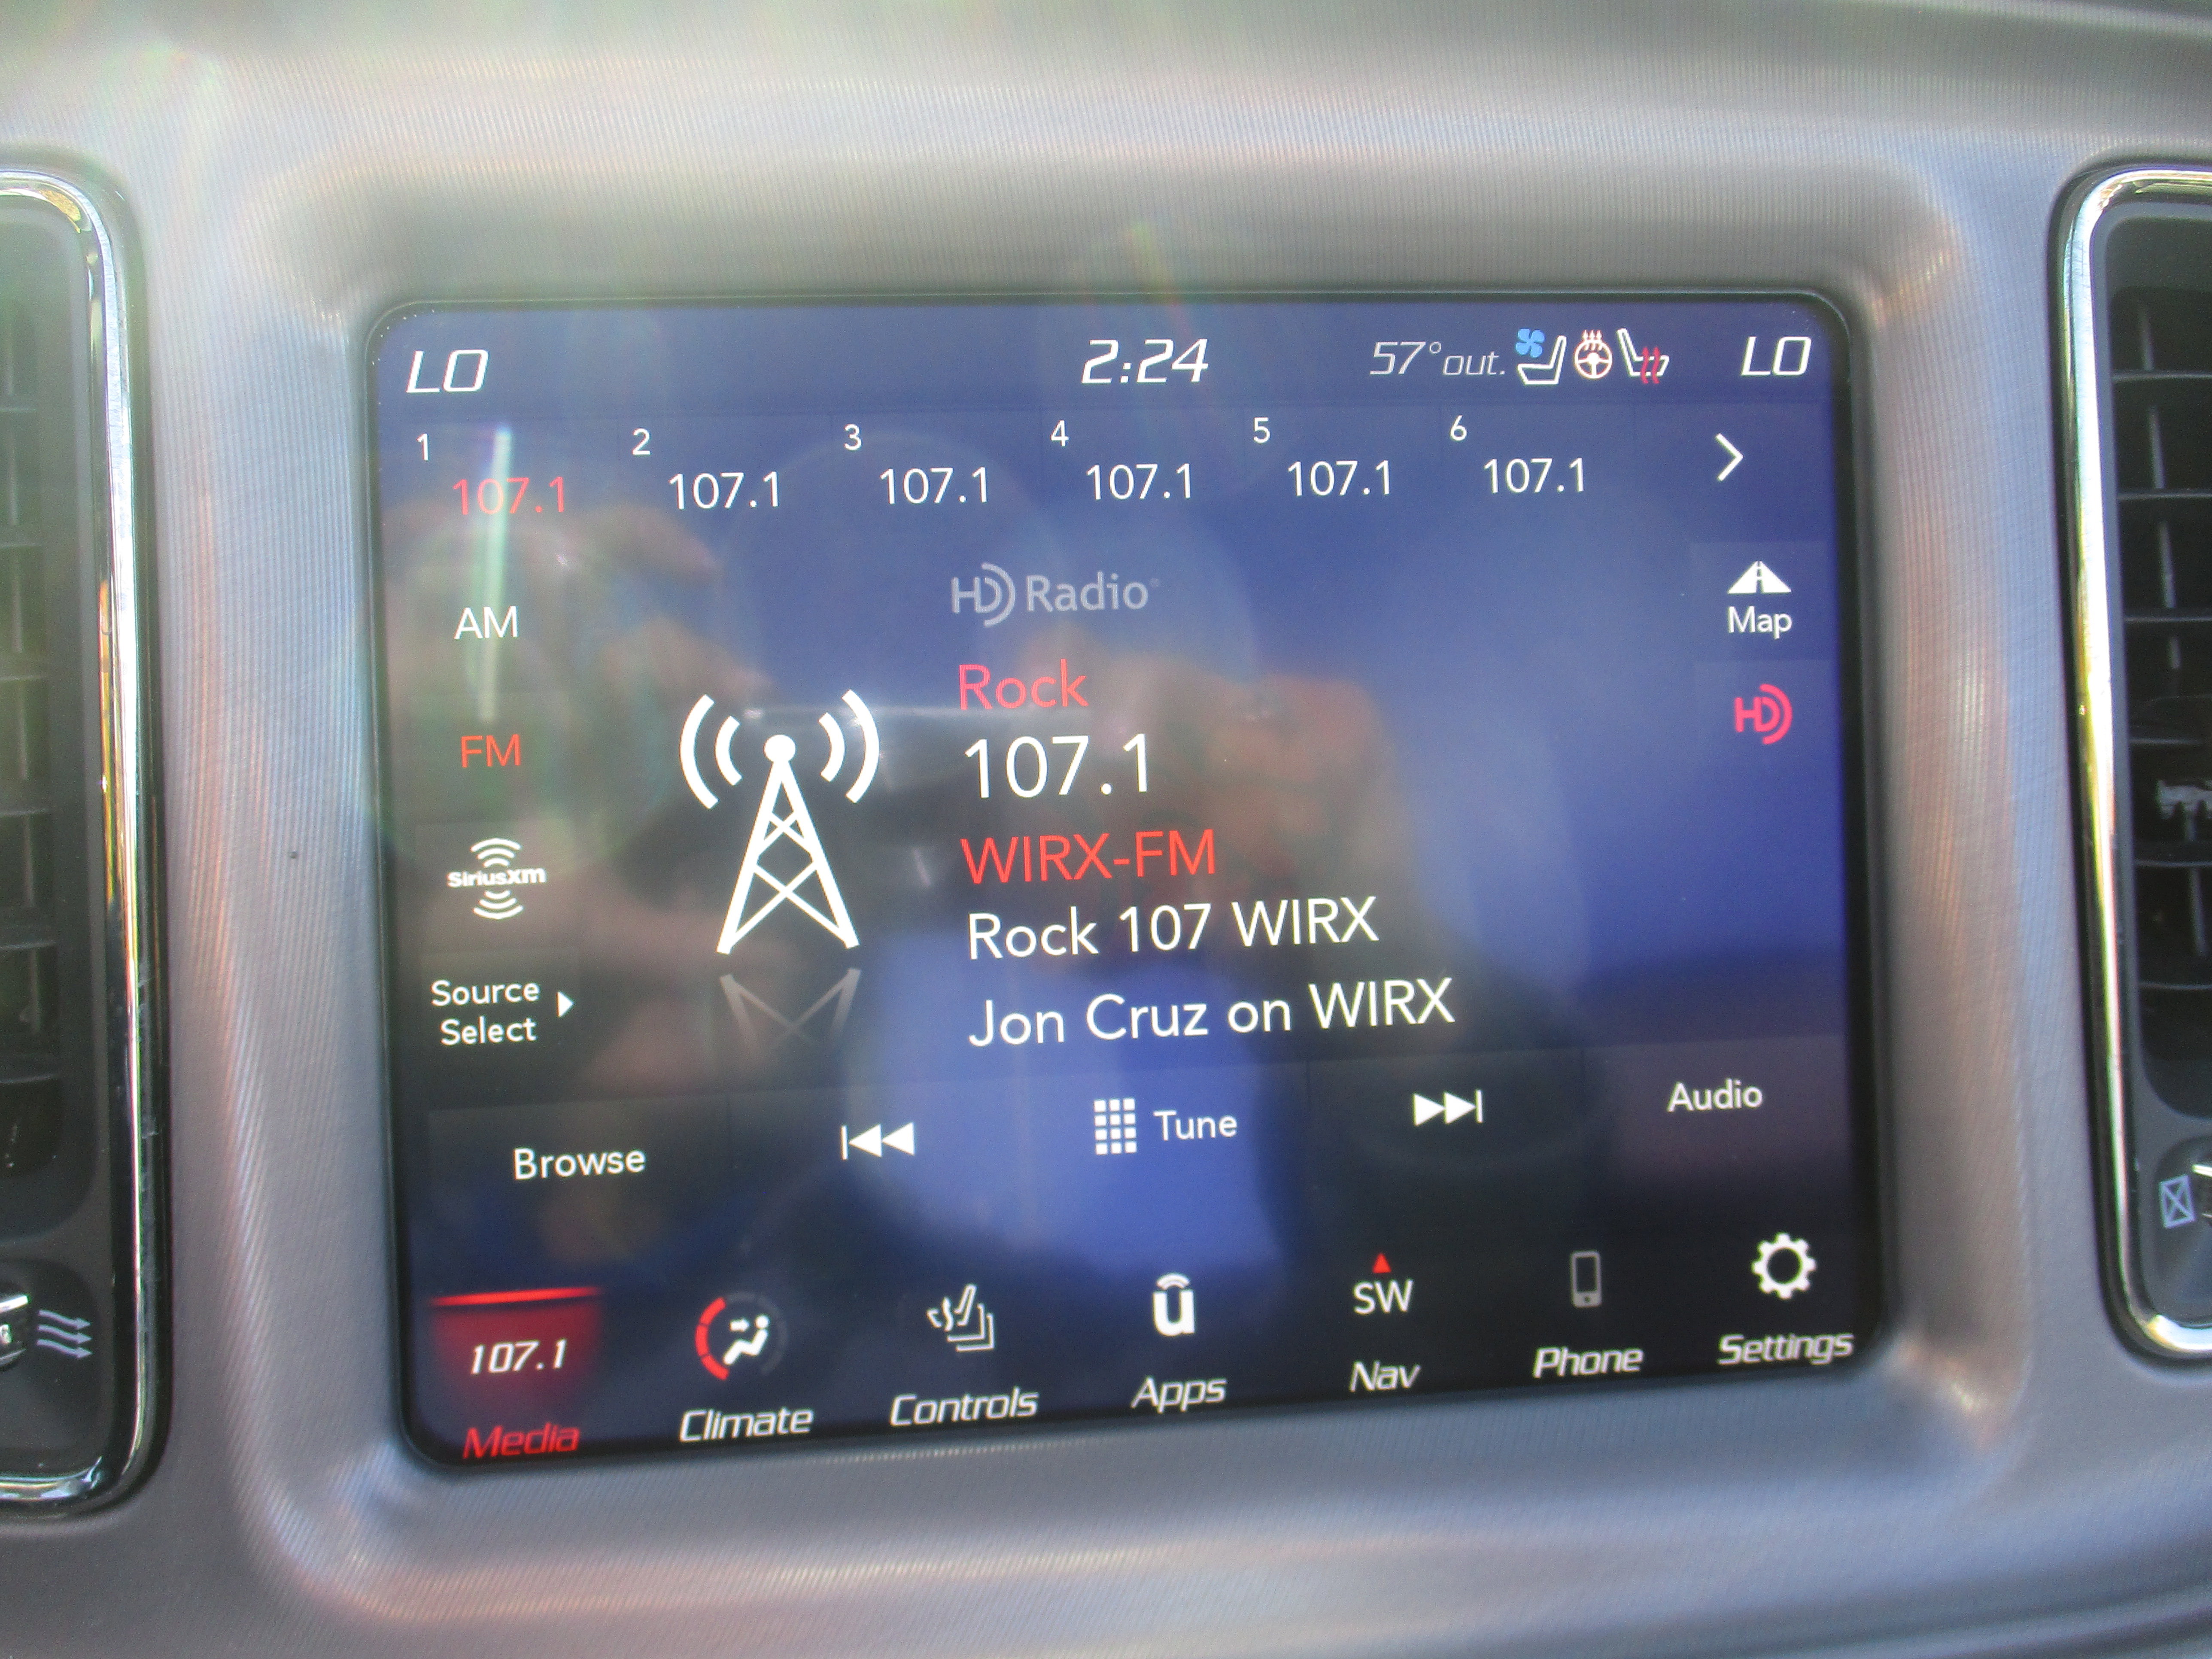 LO 2:24 57° out. LO
1 2 3 4 5 6
107.1 107.1 107.1 107.1 107.1 107.1
HD Radio
AM
Map
Rock
HD
FM
107.1
WIRX-FM
SiriusXM
Rock 107 WIRX
Source
Select
Jon Cruz on WIRX
Browse Tune Audio
107.1 u SW
Media Climate Controls Apps Nav Phone Settings